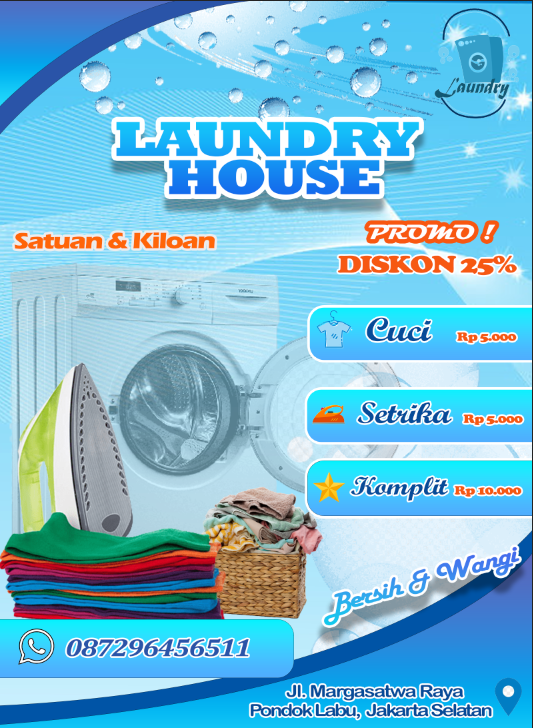 Laundry
LAUNDRY
HOUSE
Satuan & Kiloan
PROMO !
DISKON 25%
Cuci Rp 5.000
Setrika Rp 5.000
Komplit Rp 10.000
Bersih & Wangi
087296456511
Jl. Margasatwa Raya
Pondok Labu, Jakarta Selatan